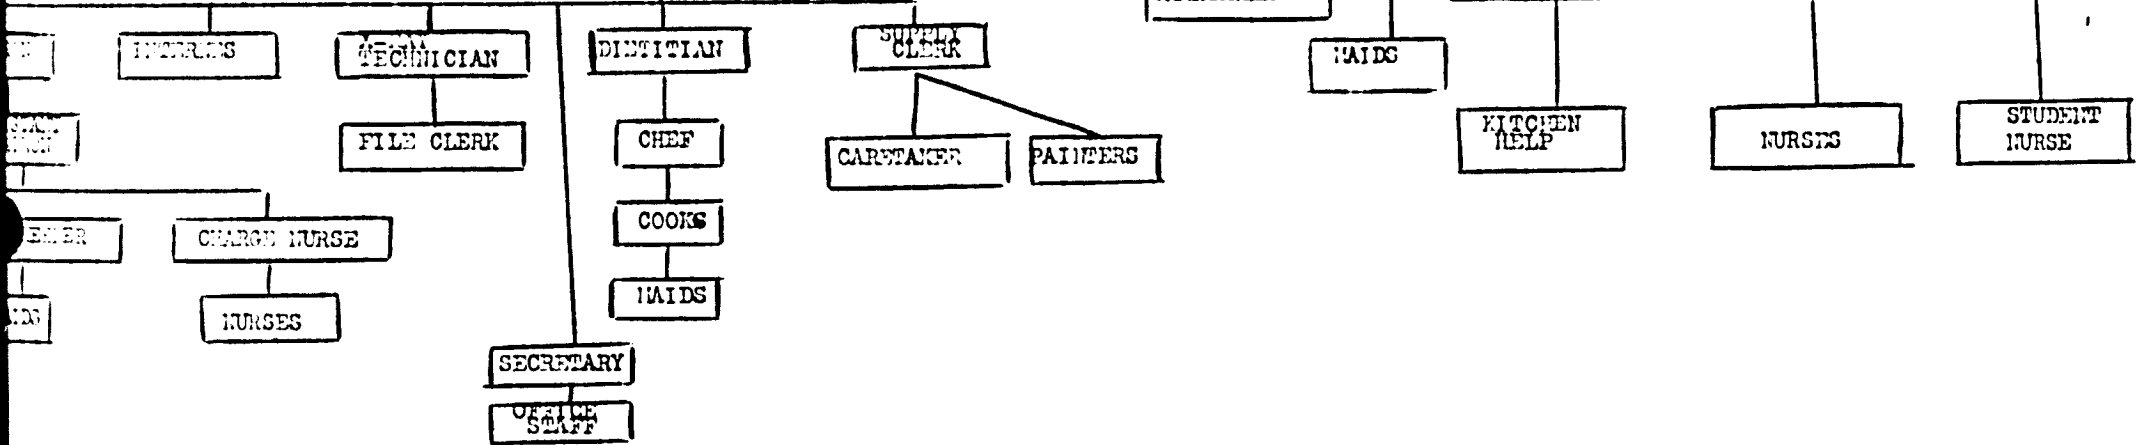 INTERNES
TECHNICIAN
DIETITIAN
SUPPLY
CLERK
MAIDS
FILE CLERK
CHEF
CARETAKER
PAINTERS
KITCHEN
HELP
NURSES
STUDENT
NURSE
CHARGE NURSE
COOKS
NURSES
MAIDS
SECRETARY
OFFICE
STAFF